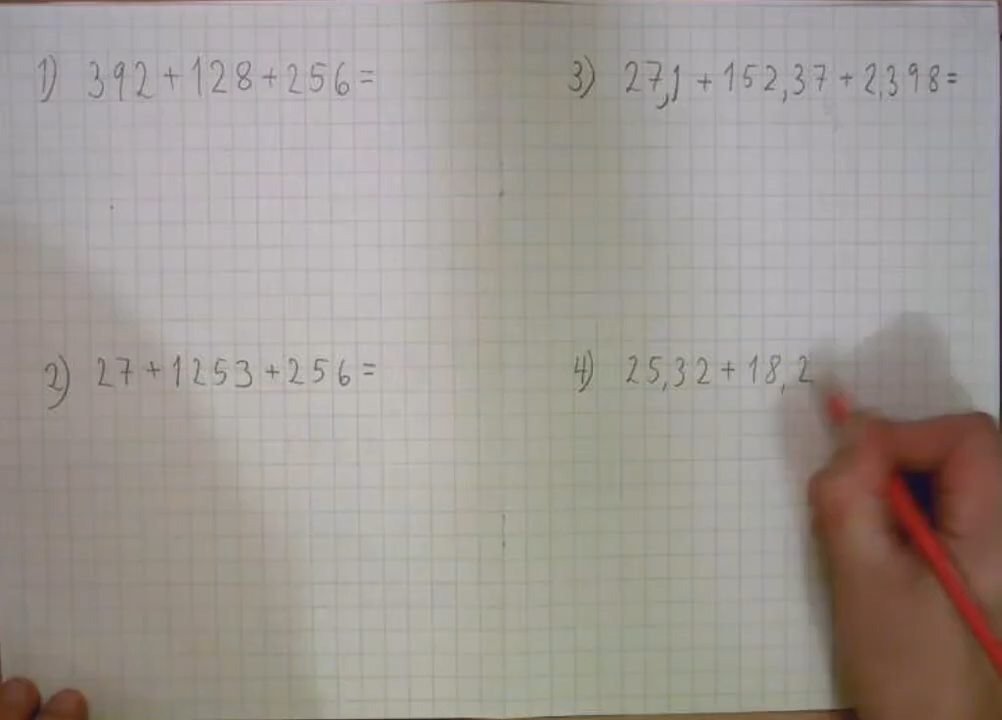 1) 392+128+256=
2) 27+1253+256=
3) 27,1+152,37+2,398=
4) 25,32+18,2